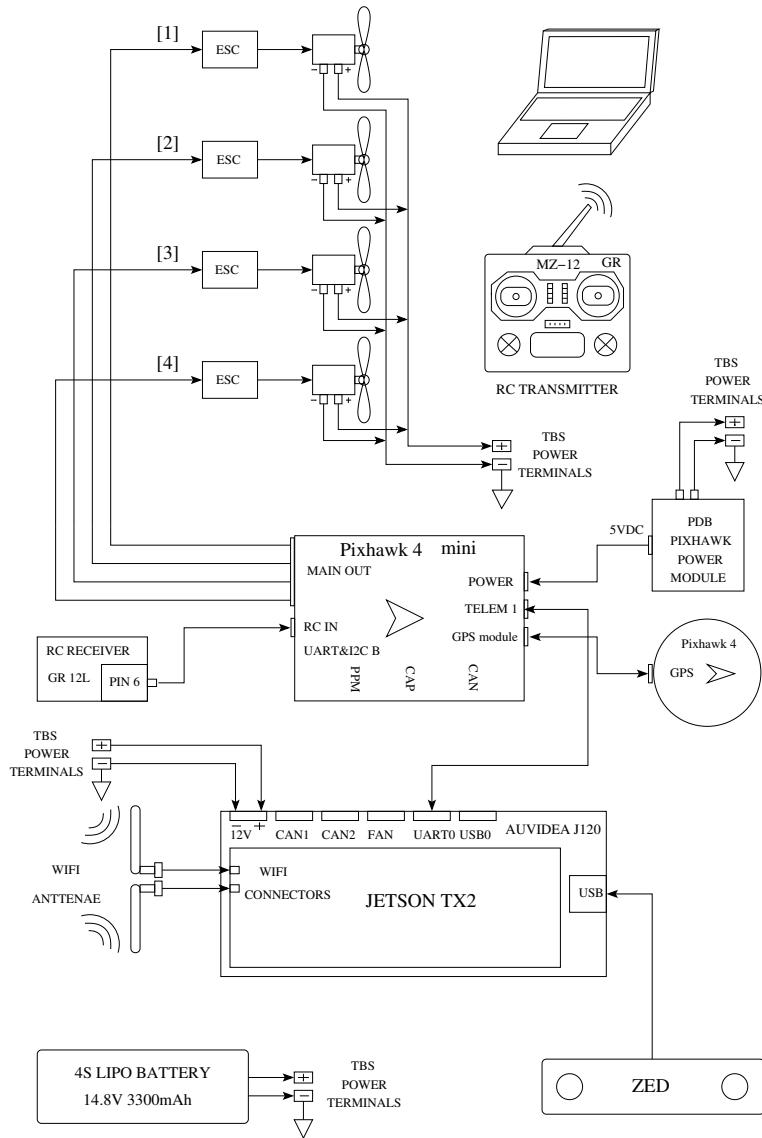 [1]
ESC
− +
[2]
ESC
− +
[3]
ESC
− +
[4]
ESC
− +
MZ−12 GR
RC TRANSMITTER
TBS
POWER
TERMINALS
+
−
TBS
POWER
TERMINALS
+
−
5VDC
PDB
PIXHAWK
POWER
MODULE
Pixhawk 4 mini
MAIN OUT
POWER
TELEM 1
RC IN
GPS module
UART&I2C B
PPM
CAP
CAN
RC RECEIVER
GR 12L
PIN 6
Pixhawk 4
GPS
TBS
POWER
TERMINALS
+
−
− +
12V CAN1 CAN2 FAN UART0 USB0 AUVIDEA J120
WIFI
ANTTENAE
WIFI
CONNECTORS
JETSON TX2
USB
4S LIPO BATTERY
14.8V 3300mAh
+
−
TBS
POWER
TERMINALS
ZED